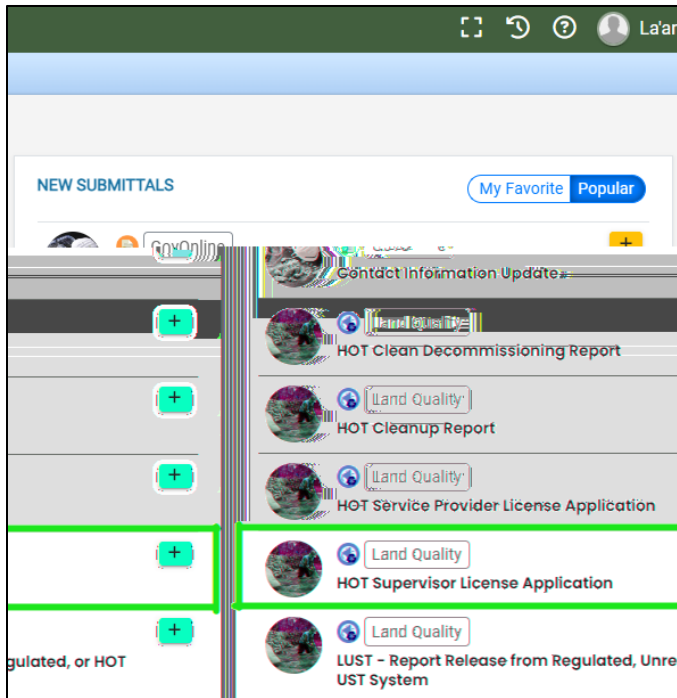 La'ar
NEW SUBMITTALS
My Favorite Popular
GovOnline
+
Contact Information Update
+
Land Quality
HOT Clean Decommissioning Report
+
Land Quality
HOT Cleanup Report
+
Land Quality
HOT Service Provider License Application
+
Land Quality
HOT Supervisor License Application
+
Land Quality
gulated, or HOT
LUST - Report Release from Regulated, Unre
UST System